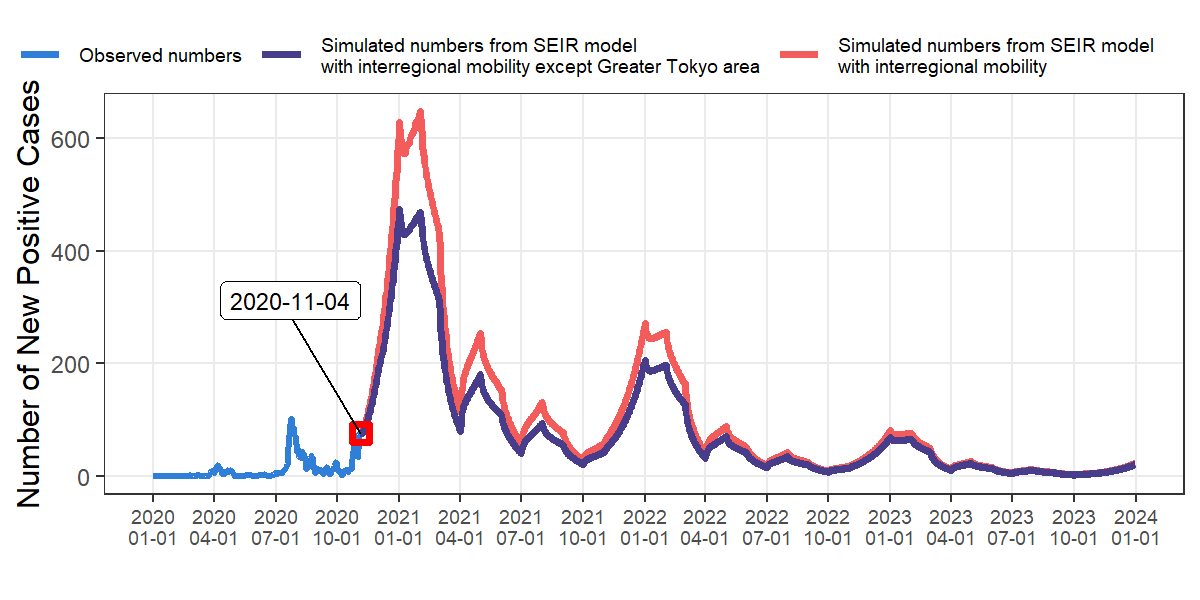 Observed numbers
Simulated numbers from SEIR model
with interregional mobility except Greater Tokyo area
Simulated numbers from SEIR model
with interregional mobility
Number of New Positive Cases
600
400
200
0
2020-11-04
2020 2020 2020 2020 2021 2021 2021 2021 2022 2022 2022 2022 2023 2023 2023 2023 2024
01-01 04-01 07-01 10-01 01-01 04-01 07-01 10-01 01-01 04-01 07-01 10-01 01-01 04-01 07-01 10-01 01-01